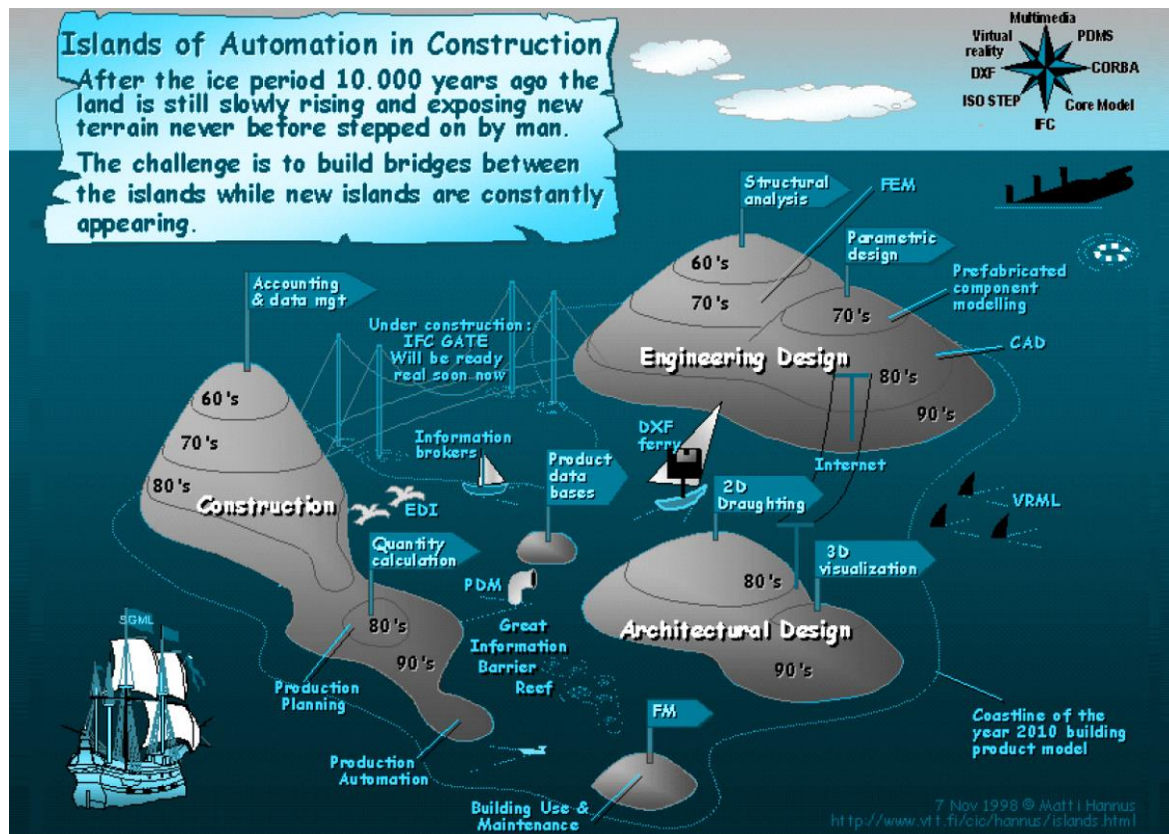 Islands of Automation in Construction
After the ice period 10.000 years ago the
land is still slowly rising and exposing new
terrain never before stepped on by man.
The challenge is to build bridges between
the islands while new islands are constantly
appearing.
Multimedia
Virtual
reality
PDMS
DXF
CORBA
ISO STEP
Core Model
IFC
Structural
analysis
FEM
Parametric
design
Prefabricated
component
modelling
CAD
60's
70's
70's
80's
90's
Engineering Design
Accounting
& data mgt
Under construction:
IFC GATE
Will be ready
real soon now
60's
70's
80's
Construction
Information
brokers
EDI
Product
data
bases
DXF
ferry
Internet
VRML
Quantity
calculation
PDM
2D
Draughting
3D
visualization
80's
Architectural Design
90's
80's
90's
Great
Information
Barrier
Reef
SGML
Production
Planning
Production
Automation
FM
Building Use &
Maintenance
Coastline of the
year 2010 building
product model
7 Nov 1998 © Matti Hannus
http://www.vtt.fi/cic/hannus/islands.html